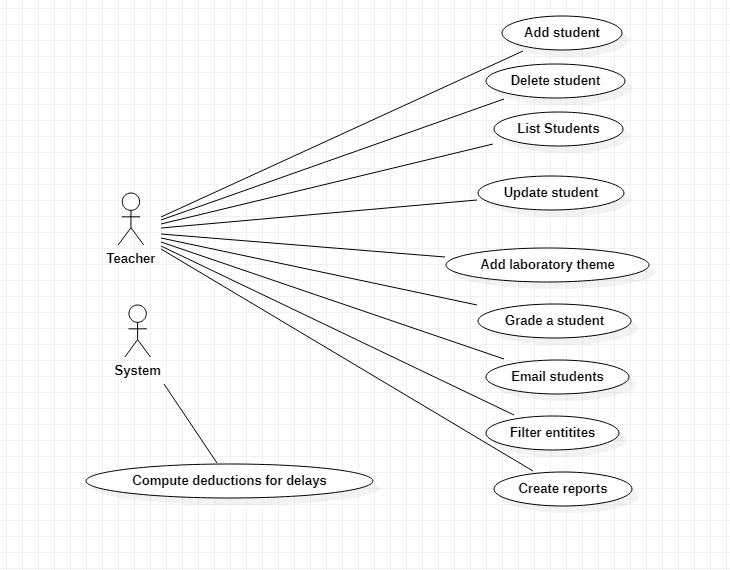 Add student
Delete student
List Students
Update student
Teacher
Add laboratory theme
Grade a student
System
Email students
Filter entitites
Compute deductions for delays
Create reports